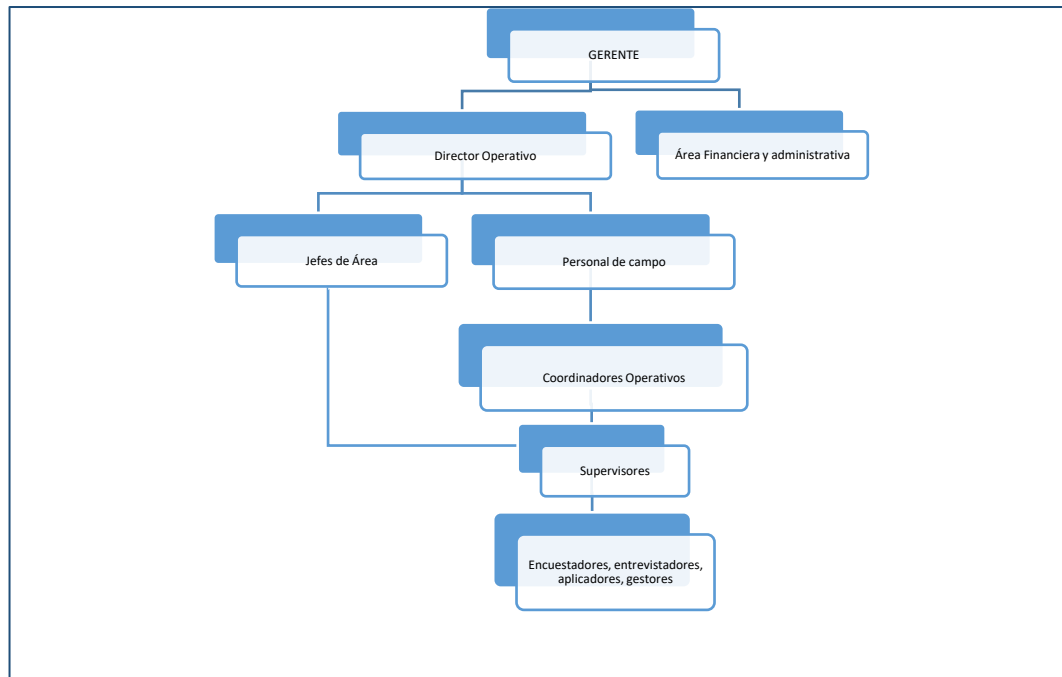 GERENTE
Director Operativo
Área Financiera y administrativa
Jefes de Área
Personal de campo
Coordinadores Operativos
Supervisores
Encuestadores, entrevistadores,
aplicadores, gestores